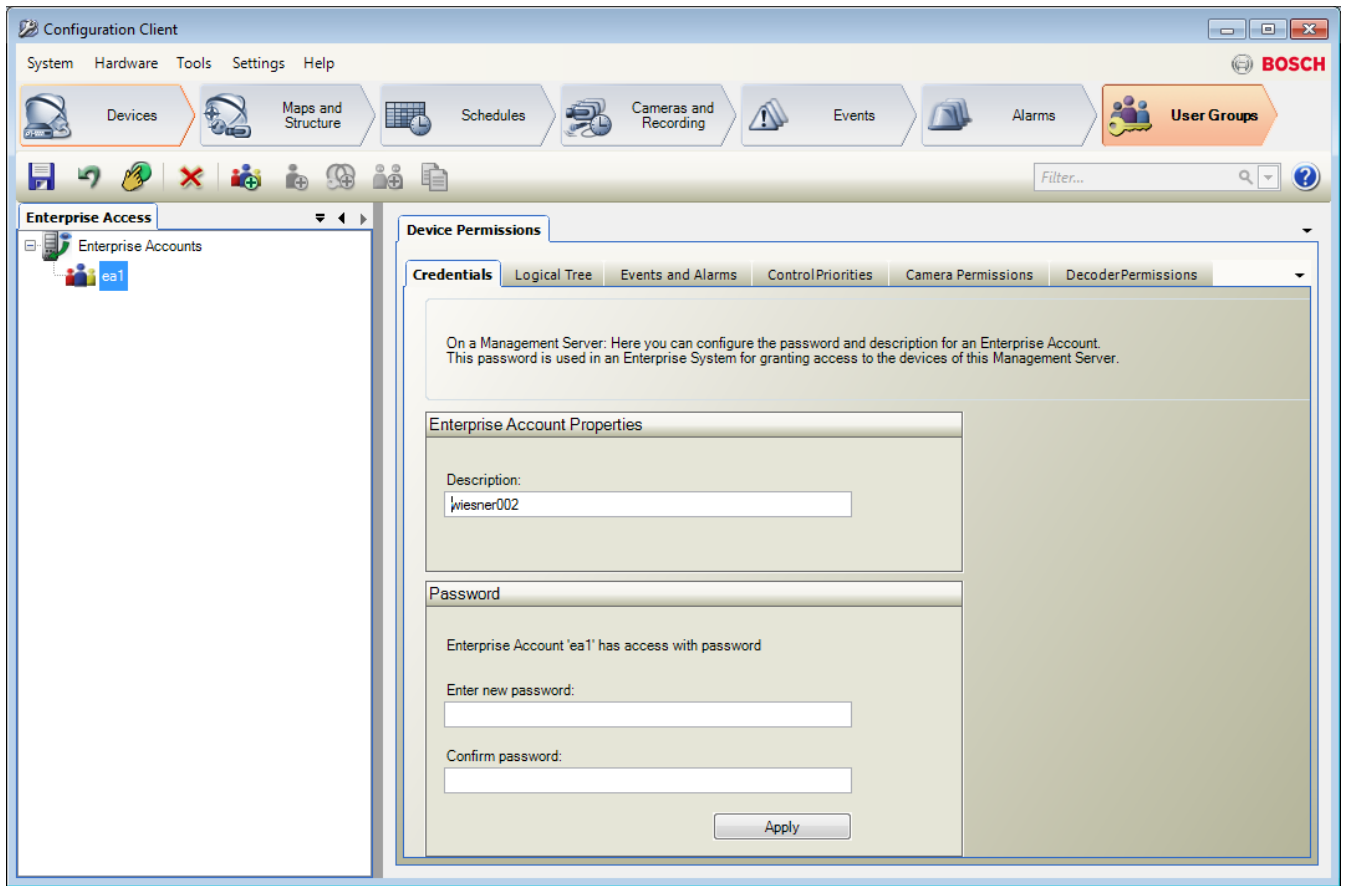 Configuration Client
System Hardware Tools Settings Help
BOSCH
Devices
Maps and
Structure
Schedules
Cameras and
Recording
Events
Alarms
User Groups
Filter...
Enterprise Access
Enterprise Accounts
ea1
Device Permissions
Credentials Logical Tree Events and Alarms Control Priorities Camera Permissions Decoder Permissions
On a Management Server: Here you can configure the password and description for an Enterprise Account.
This password is used in an Enterprise System for granting access to the devices of this Management Server.
Enterprise Account Properties
Description:
wiesner002
Password
Enterprise Account 'ea1' has access with password
Enter new password:
Confirm password:
Apply